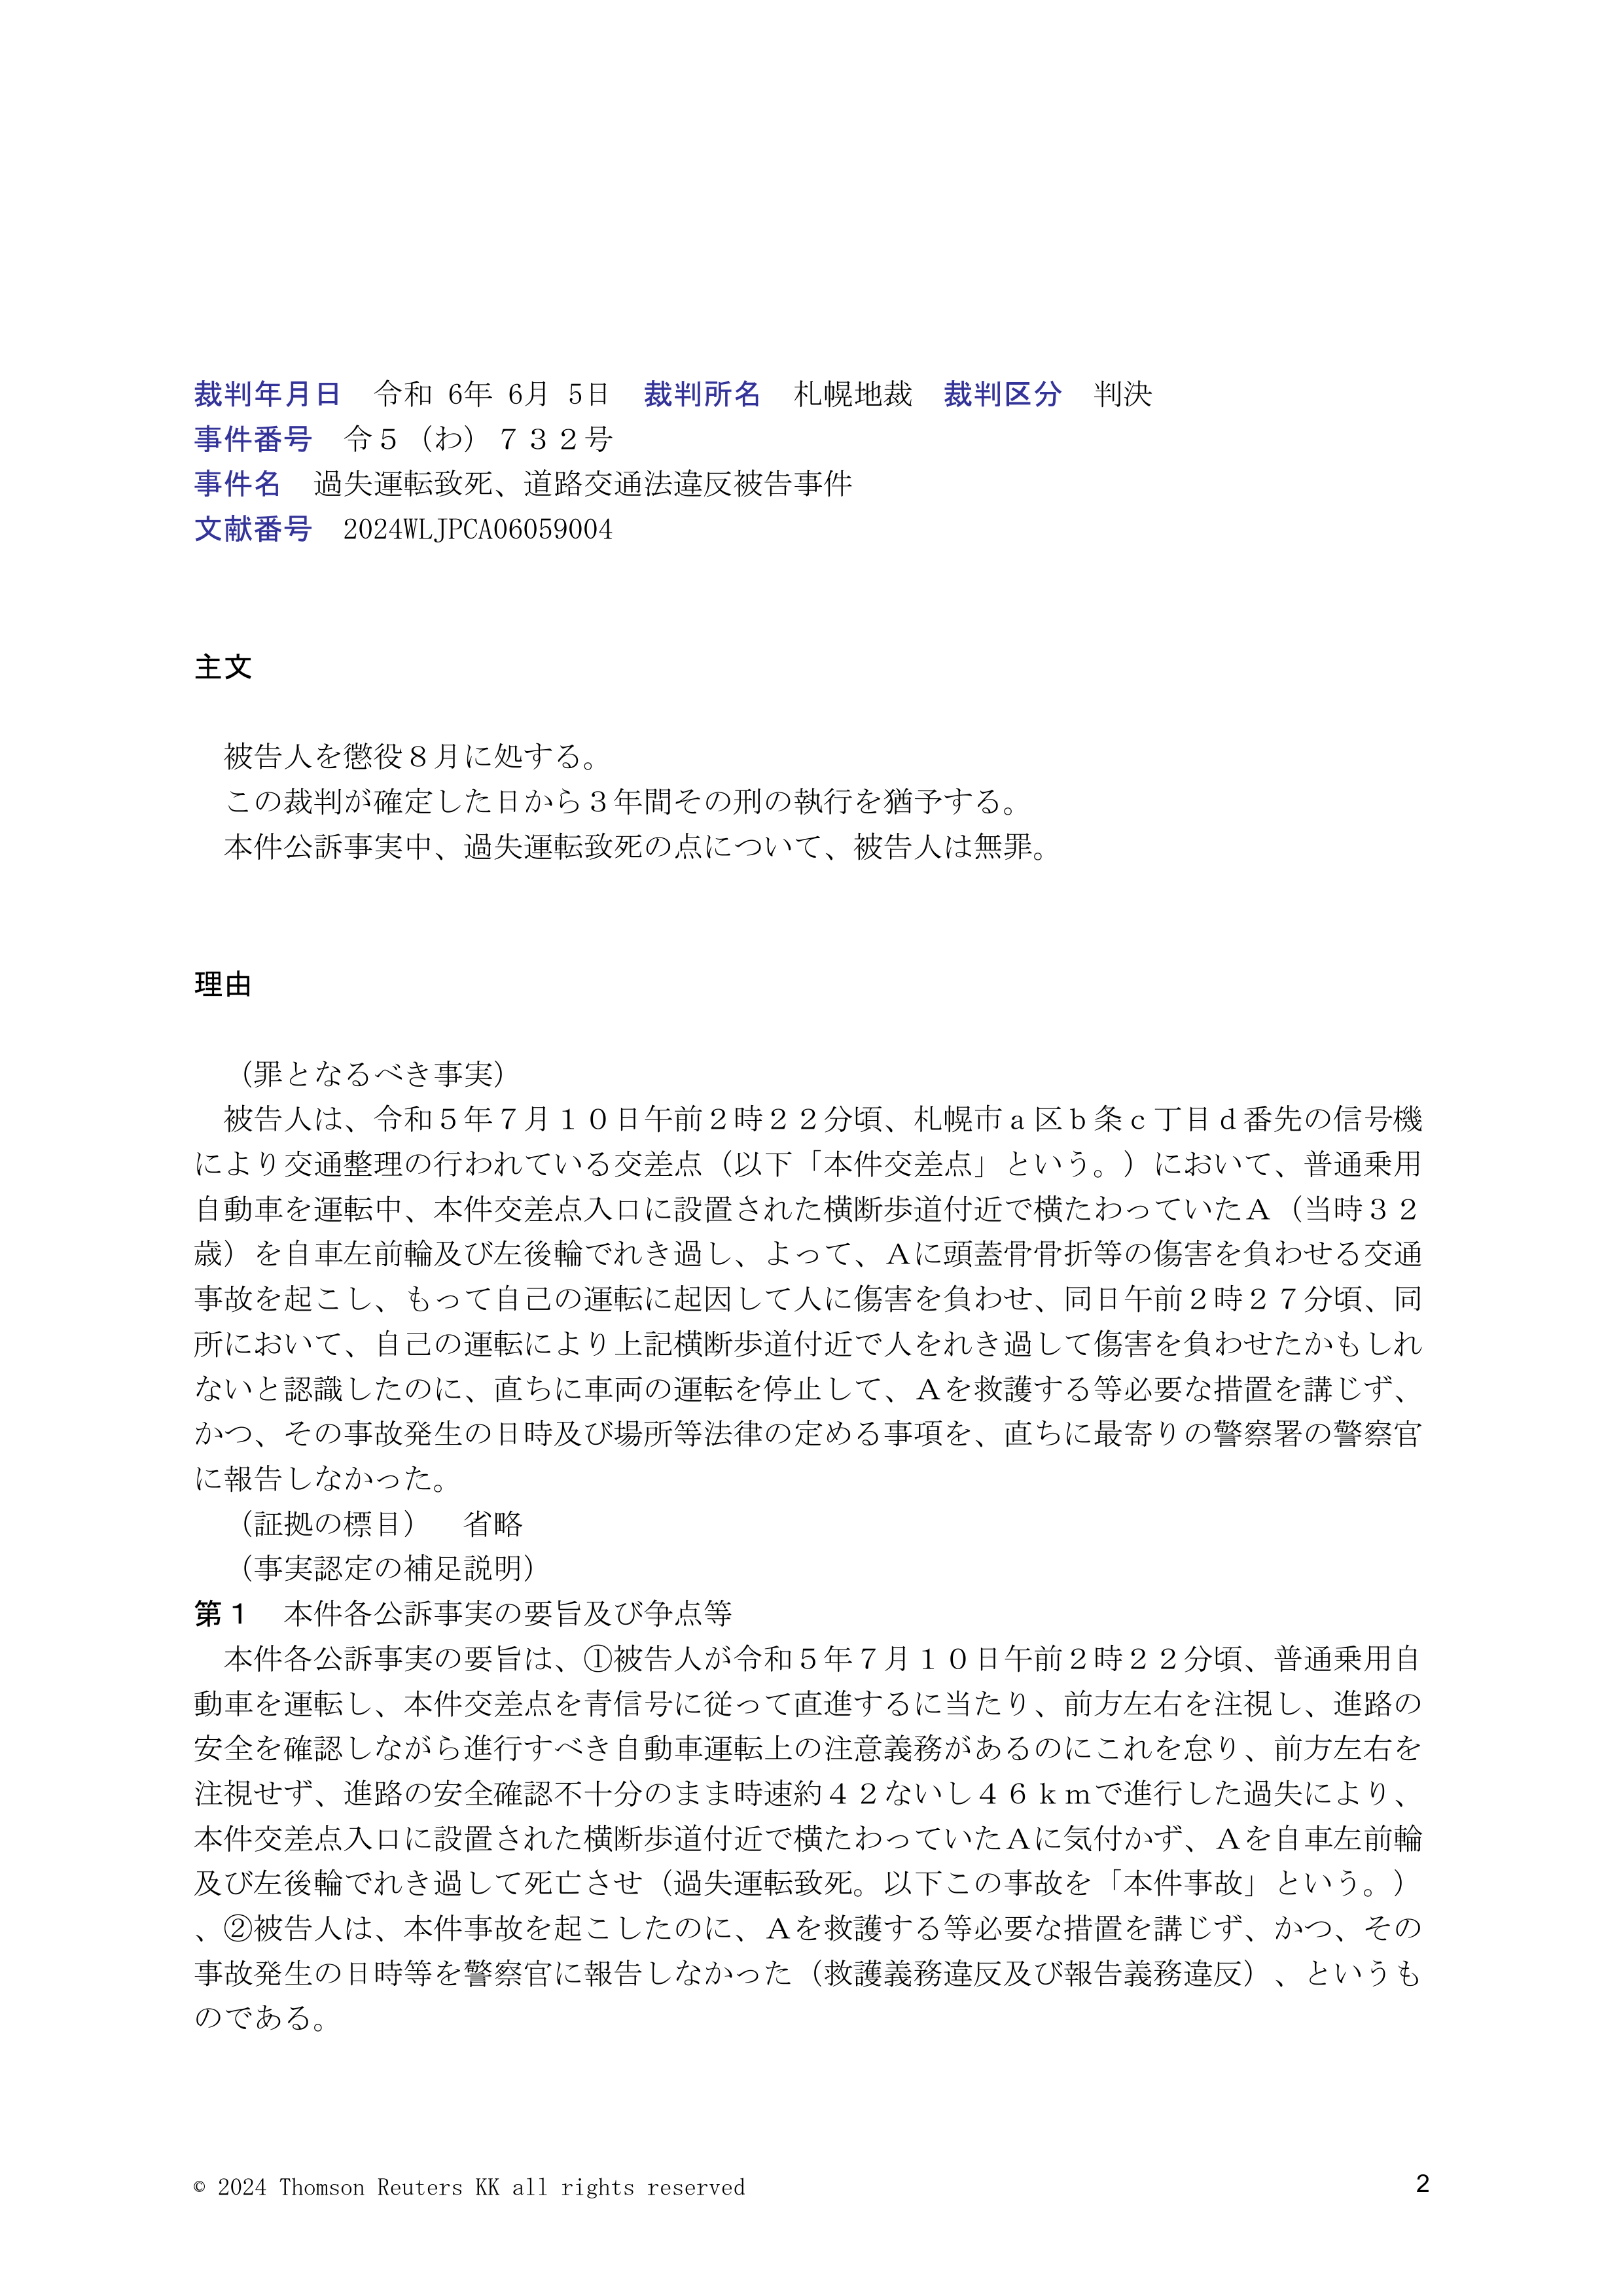 裁判年月日　令和 6年 6月 5日　裁判所名　札幌地裁　裁判区分　判決
事件番号　令５（わ）７３２号
事件名　過失運転致死、道路交通法違反被告事件
文献番号　2024WLJPCA06059004
主文
被告人を懲役８月に処する。
この裁判が確定した日から３年間その刑の執行を猶予する。
本件公訴事実中、過失運転致死の点について、被告人は無罪。
理由
（罪となるべき事実）
被告人は、令和５年７月１０日午前２時２２分頃、札幌市ａ区ｂ条ｃ丁目ｄ番先の信号機
により交通整理の行われている交差点（以下「本件交差点」という。）において、普通乗用
自動車を運転中、本件交差点入口に設置された横断歩道付近で横たわっていたＡ（当時３２
歳）を自車左前輪及び左後輪でれき過し、よって、Ａに頭蓋骨骨折等の傷害を負わせる交通
事故を起こし、もって自己の運転に起因して人に傷害を負わせ、同日午前２時２７分頃、同
所において、自己の運転により上記横断歩道付近で人をれき過して傷害を負わせたかもしれ
ないと認識したのに、直ちに車両の運転を停止して、Ａを救護する等必要な措置を講じず、
かつ、その事故発生の日時及び場所等法律の定める事項を、直ちに最寄りの警察署の警察官
に報告しなかった。
（証拠の標目）　省略
（事実認定の補足説明）
第１　本件各公訴事実の要旨及び争点等
本件各公訴事実の要旨は、①被告人が令和５年７月１０日午前２時２２分頃、普通乗用自
動車を運転し、本件交差点を青信号に従って直進するに当たり、前方左右を注視し、進路の
安全を確認しながら進行すべき自動車運転上の注意義務があるのにこれを怠り、前方左右を
注視せず、進路の安全確認不十分のまま時速約４２ないし４６ｋｍで進行した過失により、
本件交差点入口に設置された横断歩道付近で横たわっていたＡに気付かず、Ａを自車左前輪
及び左後輪でれき過して死亡させ（過失運転致死。以下この事故を「本件事故」という。）
、②被告人は、本件事故を起こしたのに、Ａを救護する等必要な措置を講じず、かつ、その
事故発生の日時等を警察官に報告しなかった（救護義務違反及び報告義務違反）、というも
のである。
© 2024 Thomson Reuters KK all rights reserved
2